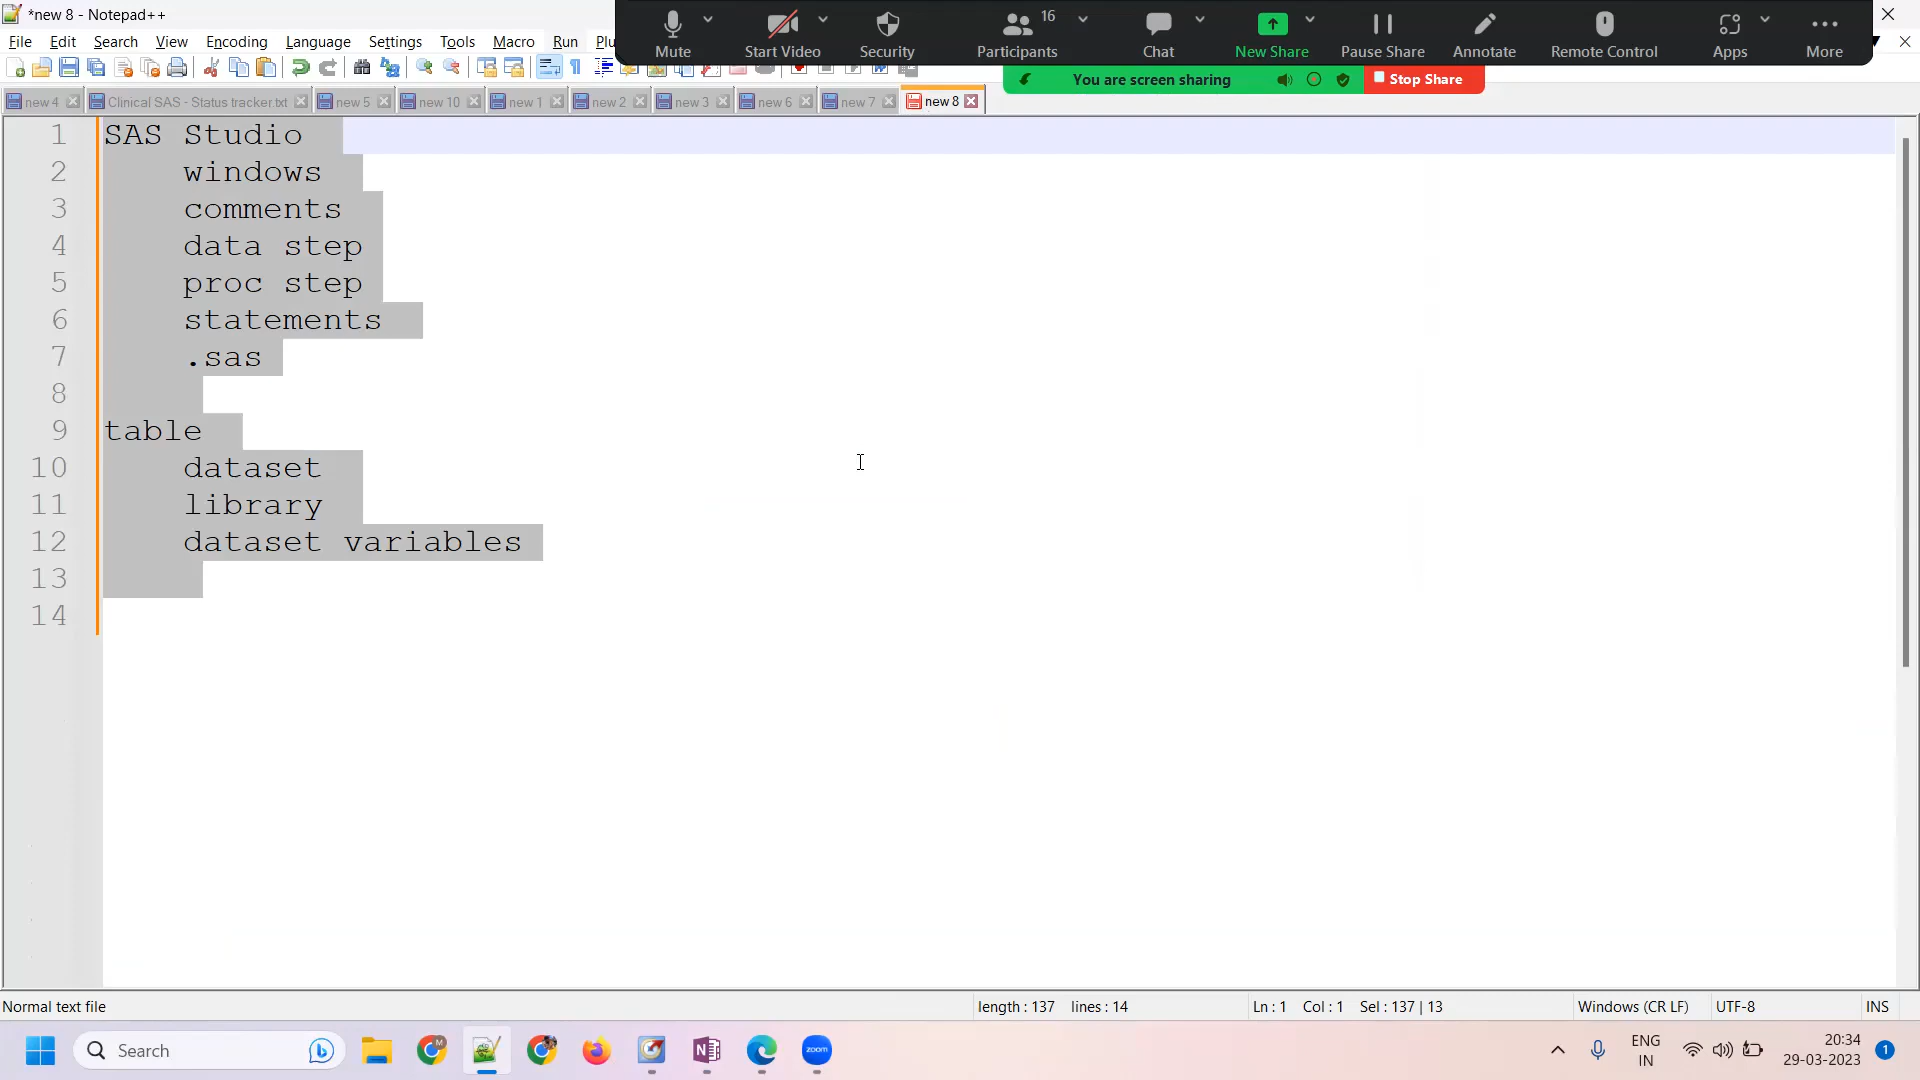 *new 8 - Notepad++
File Edit Search View Encoding Language Settings Tools Macro Run Plu
Mute Start Video Security 16 Participants Chat New Share Pause Share Annotate Remote Control Apps More
You are screen sharing Stop Share
new 4 Clinical SAS - Status tracker.txt new 5 new 10 new 1 new 2 new 3 new 6 new 7 new 8
1 SAS Studio
2 windows
3 comments
4 data step
5 proc step
6 statements
7 .sas
8
9 table
10 dataset
11 library
12 dataset variables
13
14
Normal text file length : 137 lines : 14 Ln : 1 Col : 1 Sel : 137 | 13 Windows (CR LF) UTF-8 INS
Search zoom ENG IN 20:34 29-03-2023 1